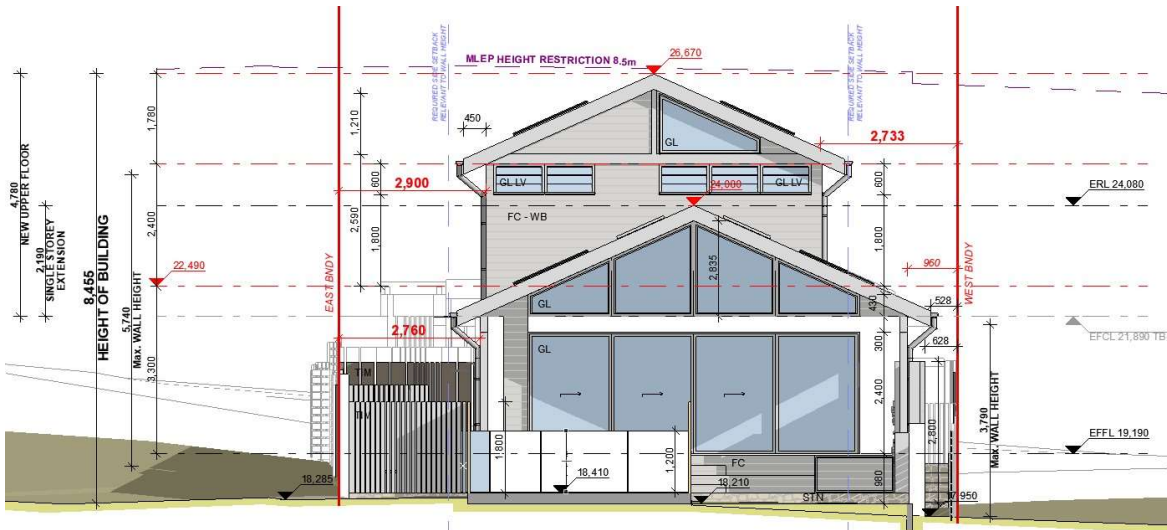 MLEP HEIGHT RESTRICTION 8.5m
26,670
REQUIRED SIDE SETBACK
RELEVANT TO WALL HEIGHT
REQUIRED SIDE SETBACK
RELEVANT TO WALL HEIGHT
1,780
1,210
450
GL
2,733
4,780
NEW UPPER FLOOR
600
2,900
GL LV
GL LV
24,080
600
ERL 24,080
2,190
SINGLE STOREY
EXTENSION
8,455
HEIGHT OF BUILDING
5,740
Max. WALL HEIGHT
2,400
2,590
1,800
FC - WB
1,800
22,490
EAST BNDY
2,835
960
WEST BNDY
GL
430
528
2,760
300
EFCL 21,890 TB
GL
628
3,300
TIM
TIM
2,400
2,800
3,790
Max. WALL HEIGHT
1,800
1,200
EFFL 19,190
FC
18,285
18,410
18,210
980
STN